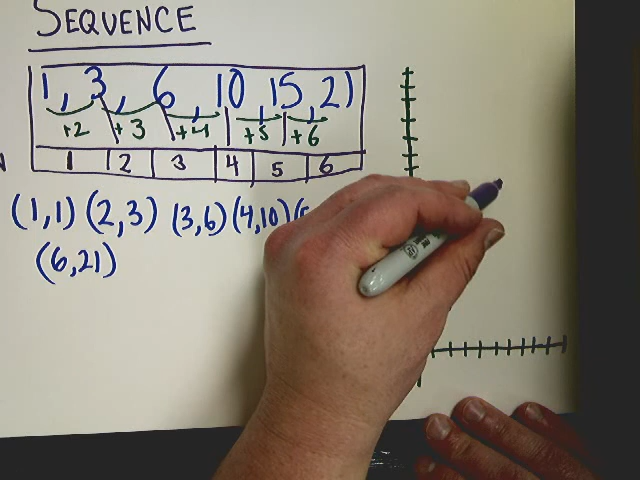 SEQUENCE
1, 3, 6, 10, 15, 21
+2 +3 +4 +5 +6
1 2 3 4 5 6
(1,1) (2,3) (3,6) (4,10) (
(6,21)